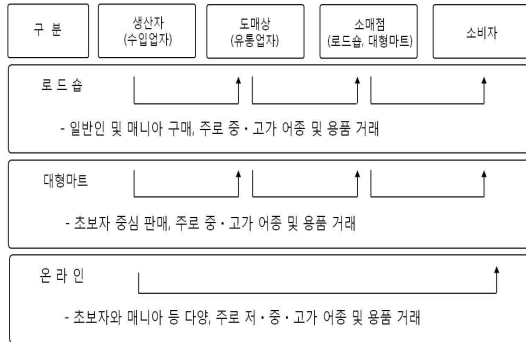 구 분
생산자
(수입업자)
도매상
(유통업자)
소매점
(로드숍, 대형마트)
소비자
로 드 숍
- 일반인 및 매니아 구매, 주로 중・고가 어종 및 용품 거래
대형마트
- 초보자 중심 판매, 주로 중・고가 어종 및 용품 거래
온 라 인
- 초보자와 매니아 등 다양, 주로 저・중・고가 어종 및 용품 거래